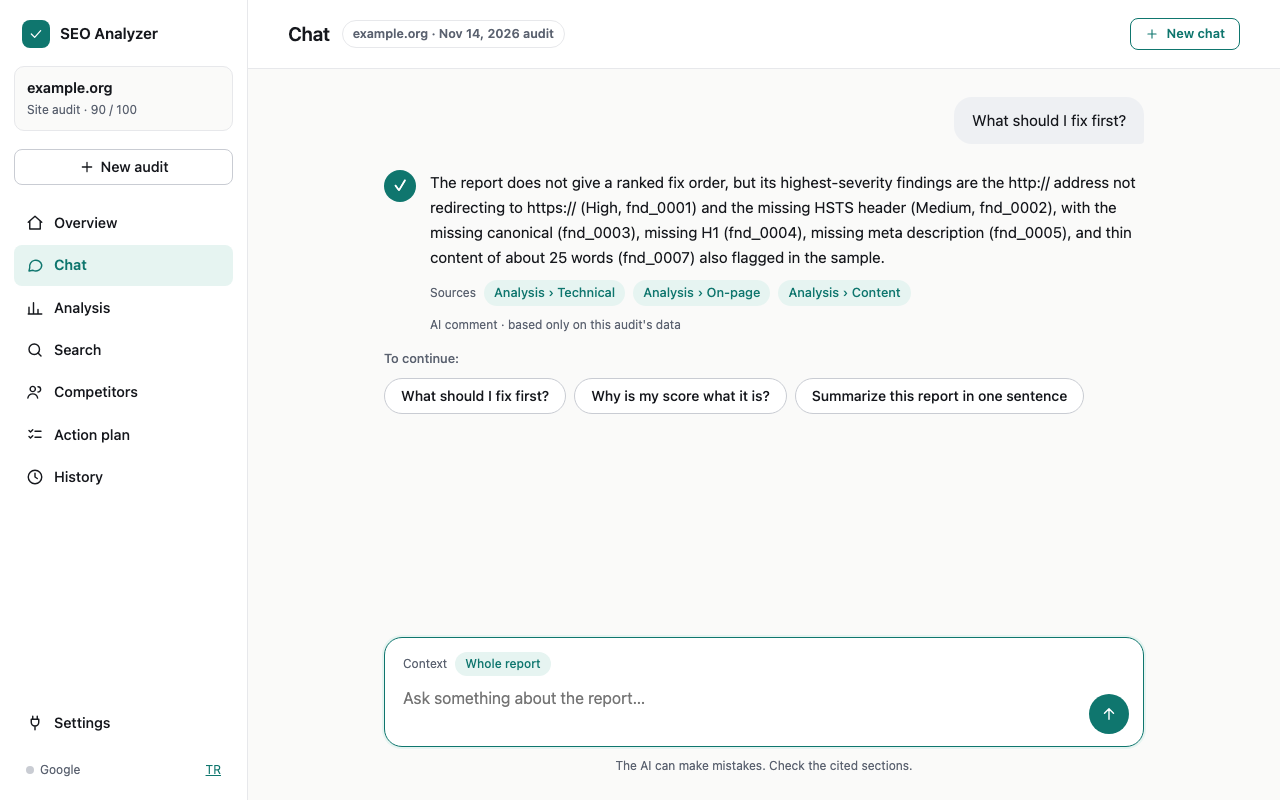 SEO Analyzer
example.org
Site audit · 90 / 100
New audit
Overview
Chat
Analysis
Search
Competitors
Action plan
History
Settings
Google
TR
Chat
example.org · Nov 14, 2026 audit
New chat
What should I fix first?
The report does not give a ranked fix order, but its highest-severity findings are the http:// address not
redirecting to https:// (High, fnd_0001) and the missing HSTS header (Medium, fnd_0002), with the
missing canonical (fnd_0003), missing H1 (fnd_0004), missing meta description (fnd_0005), and thin
content of about 25 words (fnd_0007) also flagged in the sample.
Sources Analysis › Technical Analysis › On-page Analysis › Content
AI comment · based only on this audit's data
To continue:
What should I fix first? Why is my score what it is? Summarize this report in one sentence
Context Whole report
Ask something about the report...
The AI can make mistakes. Check the cited sections.